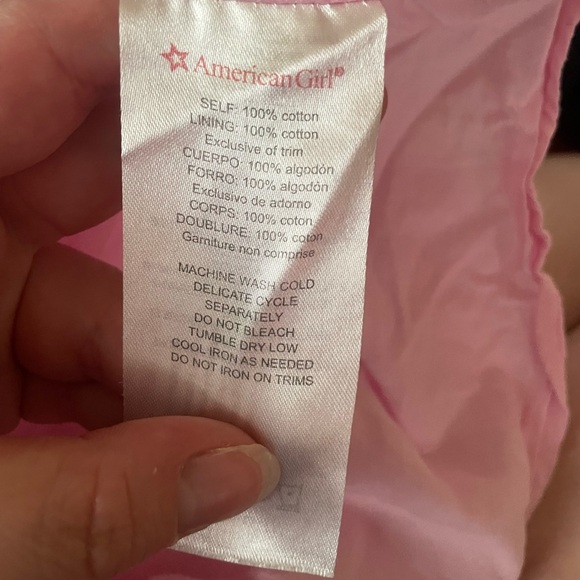 American Girl®
SELF: 100% cotton
LINING: 100% cotton
Exclusive of trim
CUERPO: 100% algodón
FORRO: 100% algodón
Exclusivo de adorno
CORPS: 100% coton
DOUBLURE: 100% coton
Garniture non comprise
MACHINE WASH COLD
DELICATE CYCLE
SEPARATELY
DO NOT BLEACH
TUMBLE DRY LOW
COOL IRON AS NEEDED
DO NOT IRON ON TRIMS